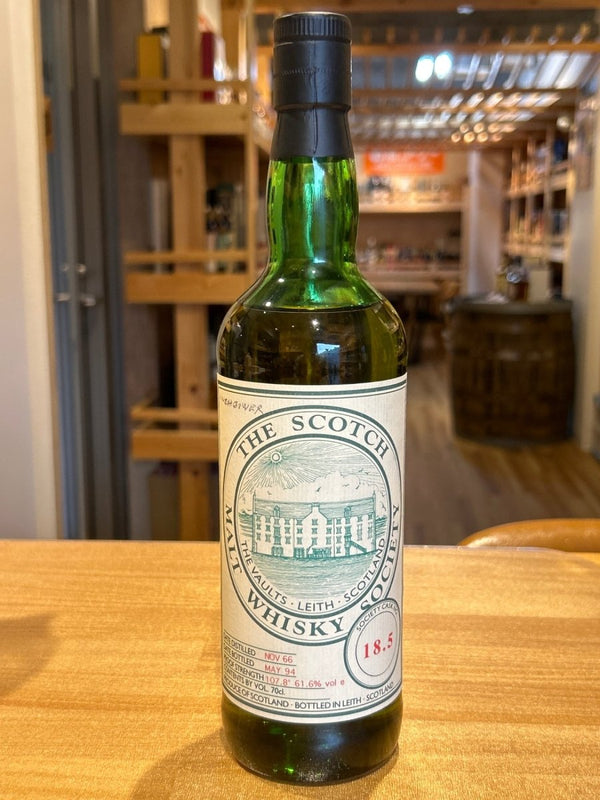 THE SCOTCH
MALT WHISKY SOCIETY
THE VAULTS · LEITH · SCOTLAND
SOCIETY CASK
18.5
DATE DISTILLED NOV 66
DATE BOTTLED MAY 94
PROOF STRENGTH 107.8° 61.6% vol e
CONTENTS BY VOL. 70cl.
PRODUCE OF SCOTLAND · BOTTLED IN LEITH · SCOTLAND